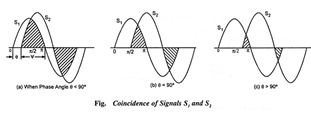 S₁ S₂ S₁ S₂ S₁ S₂
0 π/2 π 0 π/2 π 0 π/2 π
θ ψ
(a) When Phase Angle θ < 90° (b) θ < 90° (c) θ > 90°
Fig. Coincidence of Signals S₁ and S₂